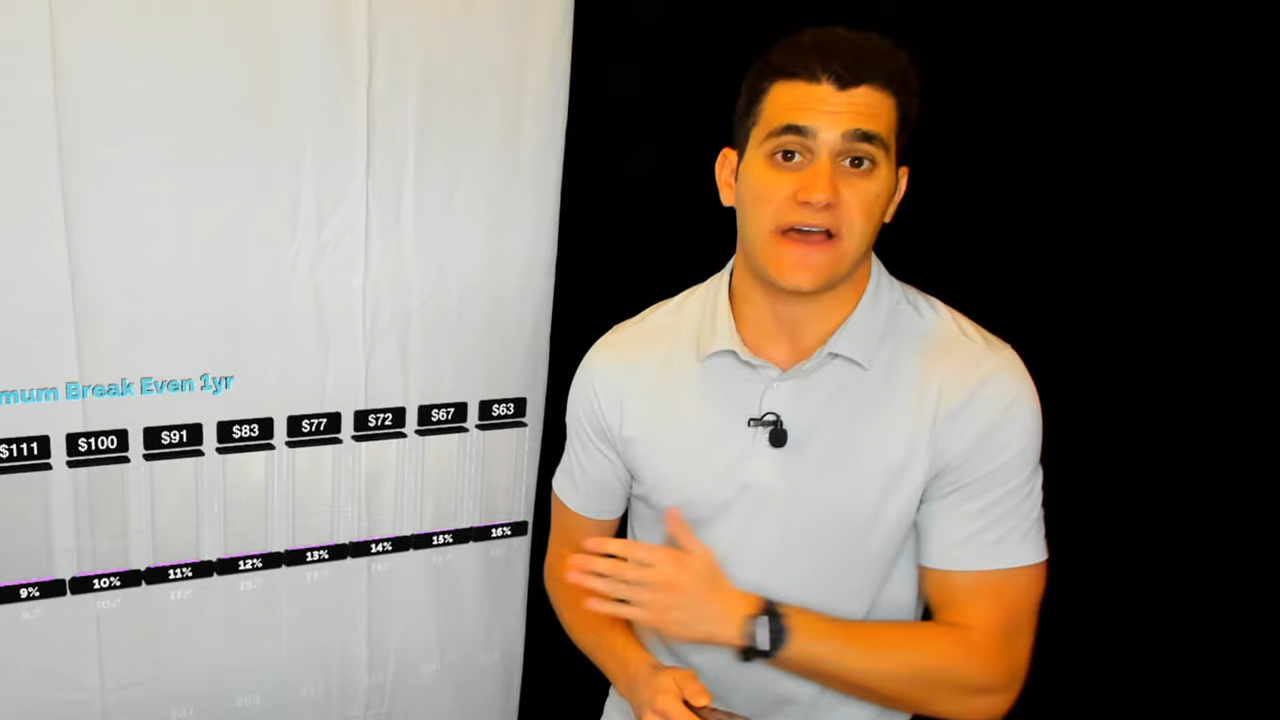 mum Break Even 1yr
$111 $100 $91 $83 $77 $72 $67 $63
9% 10% 11% 12% 13% 14% 15% 16%